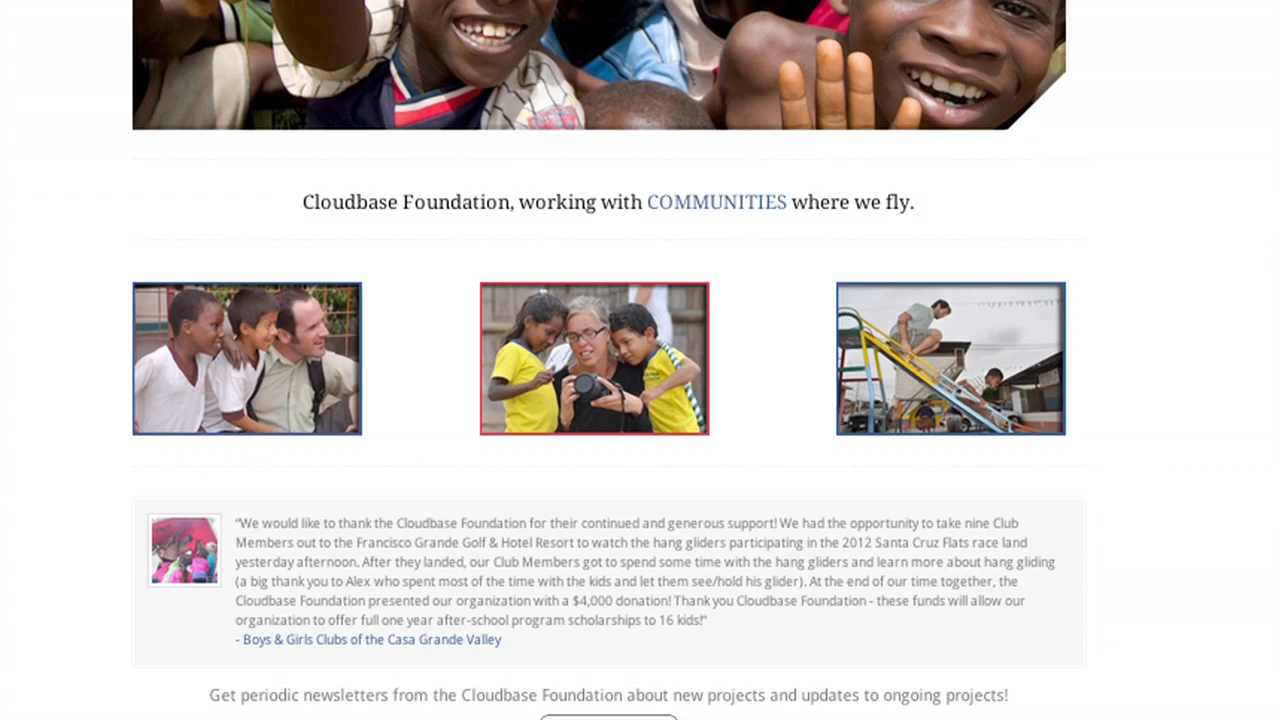 Cloudbase Foundation, working with COMMUNITIES where we fly.
"We would like to thank the Cloudbase Foundation for their continued and generous support! We had the opportunity to take nine Club
Members out to the Francisco Grande Golf & Hotel Resort to watch the hang gliders participating in the 2012 Santa Cruz Flats race land
yesterday afternoon. After they landed, our Club Members got to spend some time with the hang gliders and learn more about hang gliding
(a big thank you to Alex who spent most of the time with the kids and let them see/hold his glider). At the end of our time together, the
Cloudbase Foundation presented our organization with a $4,000 donation! Thank you Cloudbase Foundation - these funds will allow our
organization to offer full one year after-school program scholarships to 16 kids!"
- Boys & Girls Clubs of the Casa Grande Valley
Get periodic newsletters from the Cloudbase Foundation about new projects and updates to ongoing projects!